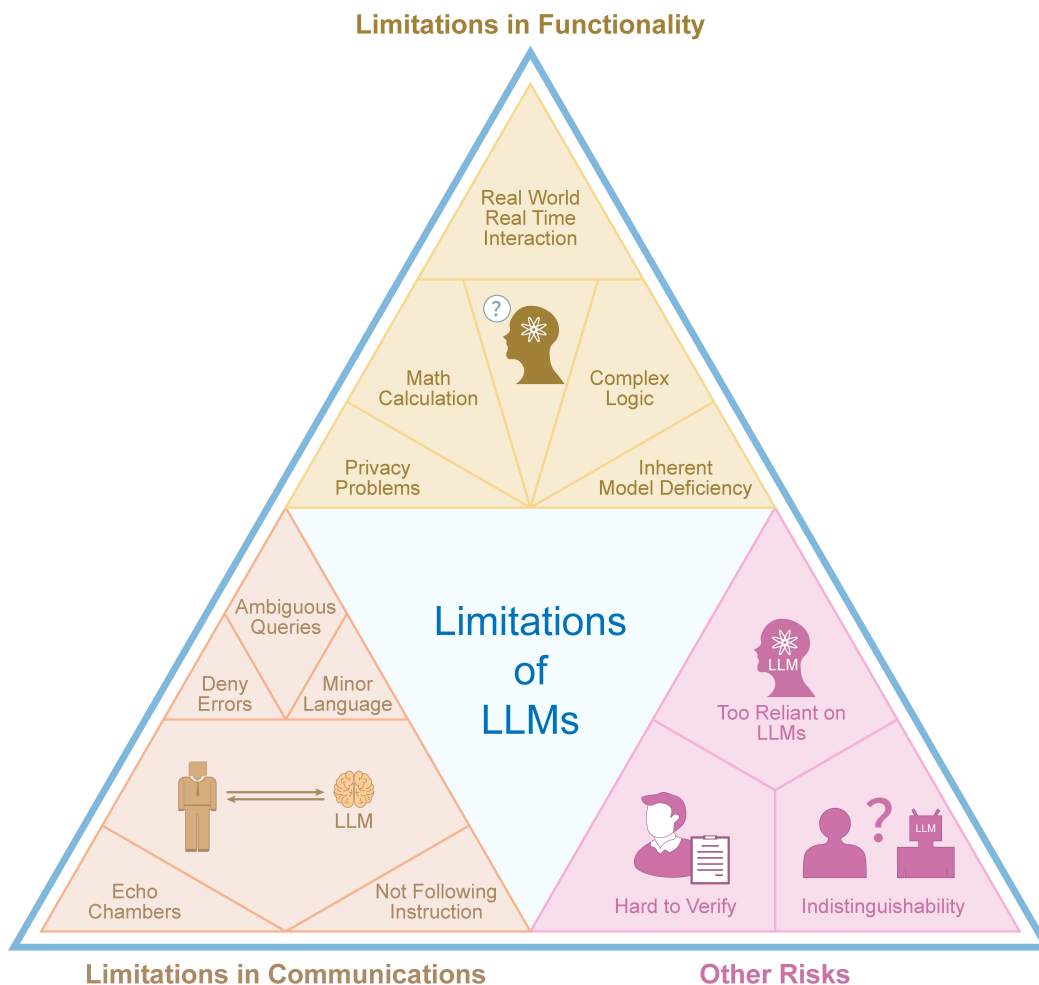 Limitations in Functionality
Real World
Real Time
Interaction
?
Math
Calculation
Complex
Logic
Privacy
Problems
Inherent
Model Deficiency
Limitations
of
LLMs
Ambiguous
Queries
Deny
Errors
Minor
Language
LLM
Echo
Chambers
Not Following
Instruction
LLM
Too Reliant on
LLMs
?
LLM
Hard to Verify
Indistinguishability
Limitations in Communications
Other Risks